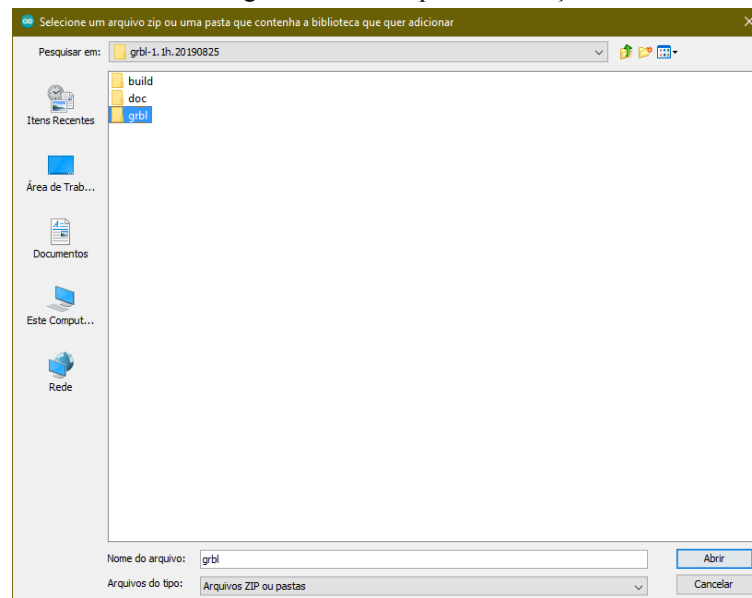 Selecione um arquivo zip ou uma pasta que contenha a biblioteca que quer adicionar
Pesquisar em:
grbl-1.1h.20190825
build
doc
grbl
Itens Recentes
Área de Trab...
Documentos
Este Comput...
Rede
Nome do arquivo:
grbl
Abrir
Arquivos do tipo:
Arquivos ZIP ou pastas
Cancelar